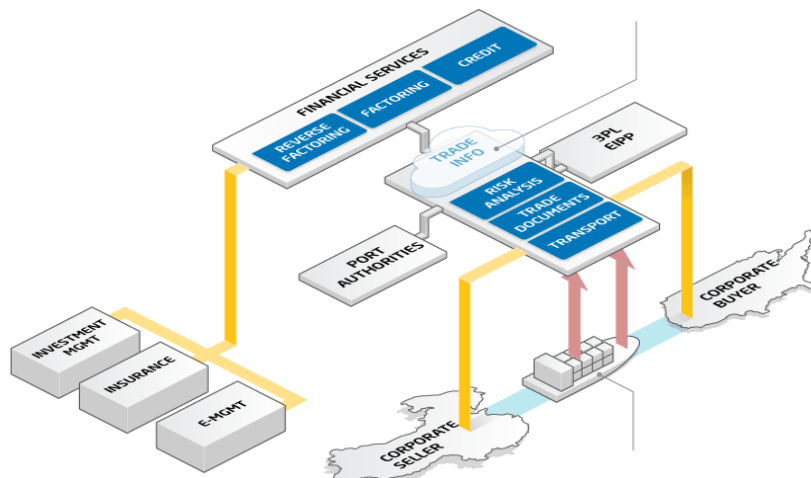 FINANCIAL SERVICES
REVERSE
FACTORING
FACTORING
CREDIT
TRADE
INFO
3PL
EIPP
RISK
ANALYSIS
TRADE
DOCUMENTS
TRANSPORT
PORT
AUTHORITIES
CORPORATE
BUYER
INVESTMENT
MGMT
INSURANCE
E-MGMT
CORPORATE
SELLER